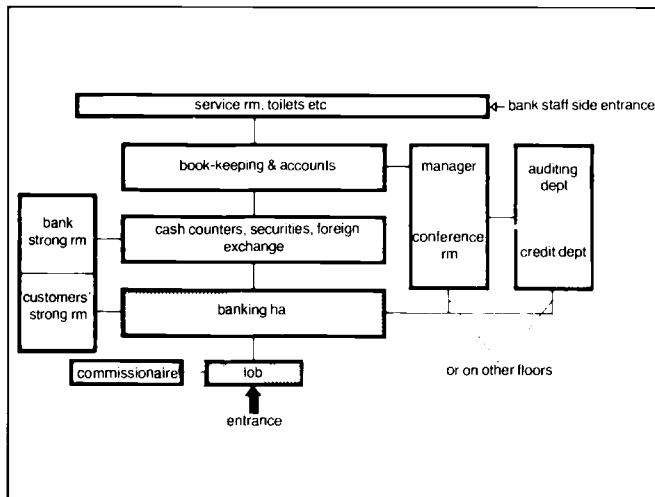 service rm, toilets etc
bank staff side entrance
book-keeping & accounts
manager
auditing
dept
bank
strong rm
cash counters, securities, foreign
exchange
conference
rm
credit dept
customers'
strong rm
banking ha
commissionaire
lob
or on other floors
entrance